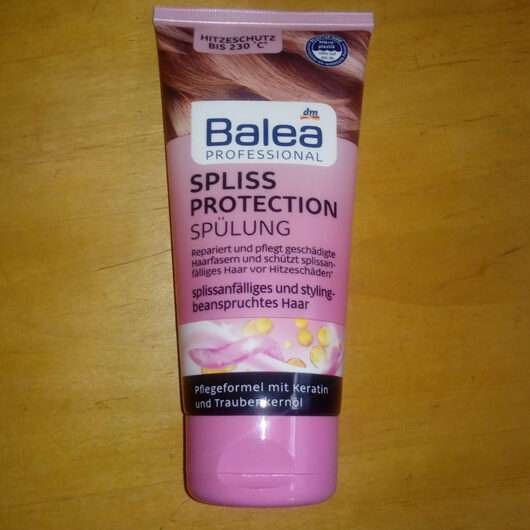 HITZESCHUTZ
BIS 230 °C*
dm
Balea
PROFESSIONAL
SPLISS
PROTECTION
SPÜLUNG
Repariert und pflegt geschädigte
Haarfasern und schützt splissan-
fälliges Haar vor Hitzeschäden*
splissanfälliges und styling-
beanspruchtes Haar
Pflegeformel mit Keratin
und Traubenkernöl